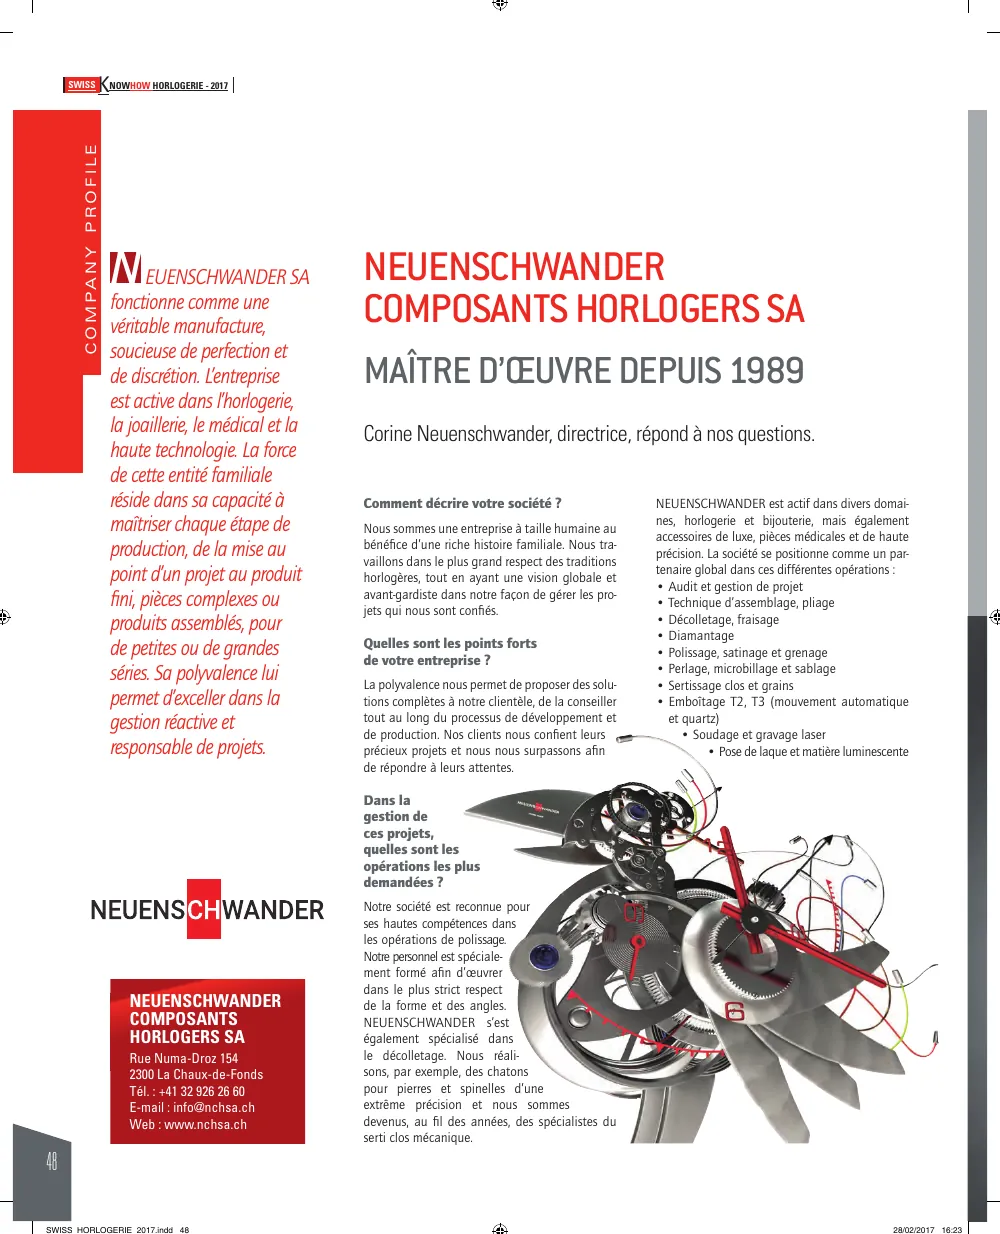 SWISS KNOWHOW HORLOGERIE - 2017
COMPANY PROFILE
NEUENSCHWANDER SA
fonctionne comme une
véritable manufacture,
soucieuse de perfection et
de discrétion. L'entreprise
est active dans l'horlogerie,
la joaillerie, le médical et la
haute technologie. La force
de cette entité familiale
réside dans sa capacité à
maîtriser chaque étape de
production, de la mise au
point d'un projet au produit
fini, pièces complexes ou
produits assemblés, pour
de petites ou de grandes
séries. Sa polyvalence lui
permet d'exceller dans la
gestion réactive et
responsable de projets.
NEUENSCHWANDER
NEUENSCHWANDER
COMPOSANTS
HORLOGERS SA
Rue Numa-Droz 154
2300 La Chaux-de-Fonds
Tél. : +41 32 926 26 60
E-mail : info@nchsa.ch
Web : www.nchsa.ch
NEUENSCHWANDER
COMPOSANTS HORLOGERS SA
MAÎTRE D'ŒUVRE DEPUIS 1989
Corine Neuenschwander, directrice, répond à nos questions.
Comment décrire votre société ?
Nous sommes une entreprise à taille humaine au
bénéfice d'une riche histoire familiale. Nous tra-
vaillons dans le plus grand respect des traditions
horlogères, tout en ayant une vision globale et
avant-gardiste dans notre façon de gérer les pro-
jets qui nous sont confiés.
Quelles sont les points forts
de votre entreprise ?
La polyvalence nous permet de proposer des solu-
tions complètes à notre clientèle, de la conseiller
tout au long du processus de développement et
de production. Nos clients nous confient leurs
précieux projets et nous nous surpassons afin
de répondre à leurs attentes.
Dans la
gestion de
ces projets,
quelles sont les
opérations les plus
demandées ?
Notre société est reconnue pour
ses hautes compétences dans
les opérations de polissage.
Notre personnel est spéciale-
ment formé afin d'œuvrer
dans le plus strict respect
de la forme et des angles.
NEUENSCHWANDER s'est
également spécialisé dans
le décolletage. Nous réali-
sons, par exemple, des chatons
pour pierres et spinelles d'une
extrême précision et nous sommes
devenus, au fil des années, des spécialistes du
serti clos mécanique.
NEUENSCHWANDER est actif dans divers domai-
nes, horlogerie et bijouterie, mais également
accessoires de luxe, pièces médicales et de haute
précision. La société se positionne comme un par-
tenaire global dans ces différentes opérations :
• Audit et gestion de projet
• Technique d'assemblage, pliage
• Décolletage, fraisage
• Diamantage
• Polissage, satinage et grenage
• Perlage, microbillage et sablage
• Sertissage clos et grains
• Emboîtage T2, T3 (mouvement automatique
et quartz)
• Soudage et gravage laser
• Pose de laque et matière luminescente
NEUENSCHWANDER
6
48
SWISS HORLOGERIE 2017.indd 48
28/02/2017 16:23